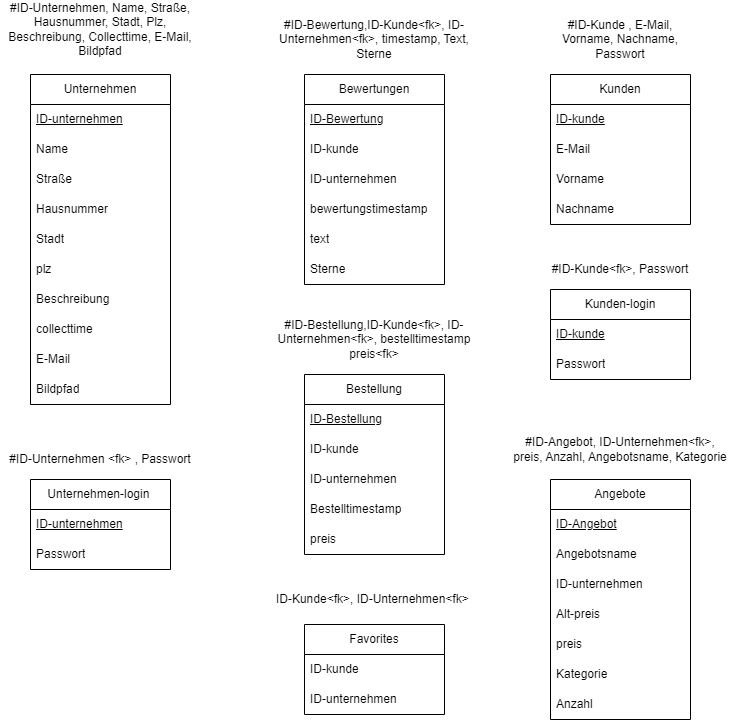 #ID-Unternehmen, Name, Straße,
Hausnummer, Stadt, Plz,
Beschreibung, Collecttime, E-Mail,
Bildpfad
Unternehmen
ID-unternehmen
Name
Straße
Hausnummer
Stadt
plz
Beschreibung
collecttime
E-Mail
Bildpfad
#ID-Unternehmen <fk> , Passwort
Unternehmen-login
ID-unternehmen
Passwort
#ID-Bewertung,ID-Kunde<fk>, ID-
Unternehmen<fk>, timestamp, Text,
Sterne
Bewertungen
ID-Bewertung
ID-kunde
ID-unternehmen
bewertungstimestamp
text
Sterne
#ID-Bestellung,ID-Kunde<fk>, ID-
Unternehmen<fk>, bestelltimestamp
preis<fk>
Bestellung
ID-Bestellung
ID-kunde
ID-unternehmen
Bestelltimestamp
preis
ID-Kunde<fk>, ID-Unternehmen<fk>
Favorites
ID-kunde
ID-unternehmen
#ID-Kunde , E-Mail,
Vorname, Nachname,
Passwort
Kunden
ID-kunde
E-Mail
Vorname
Nachname
#ID-Kunde<fk>, Passwort
Kunden-login
ID-kunde
Passwort
#ID-Angebot, ID-Unternehmen<fk>,
preis, Anzahl, Angebotsname, Kategorie
Angebote
ID-Angebot
Angebotsname
ID-unternehmen
Alt-preis
preis
Kategorie
Anzahl